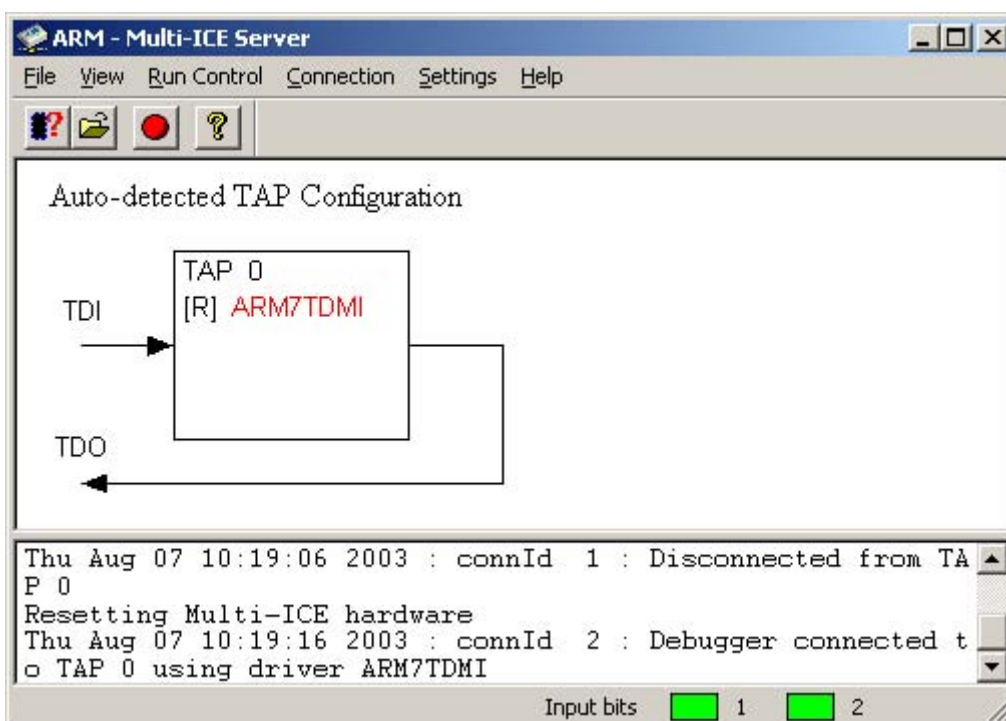 ARM - Multi-ICE Server
File View Run Control Connection Settings Help
Auto-detected TAP Configuration
TAP 0
[R] ARM7TDMI
TDI
TDO
Thu Aug 07 10:19:06 2003 : connId 1 : Disconnected from TA
P 0
Resetting Multi-ICE hardware
Thu Aug 07 10:19:16 2003 : connId 2 : Debugger connected t
o TAP 0 using driver ARM7TDMI
Input bits 1 2